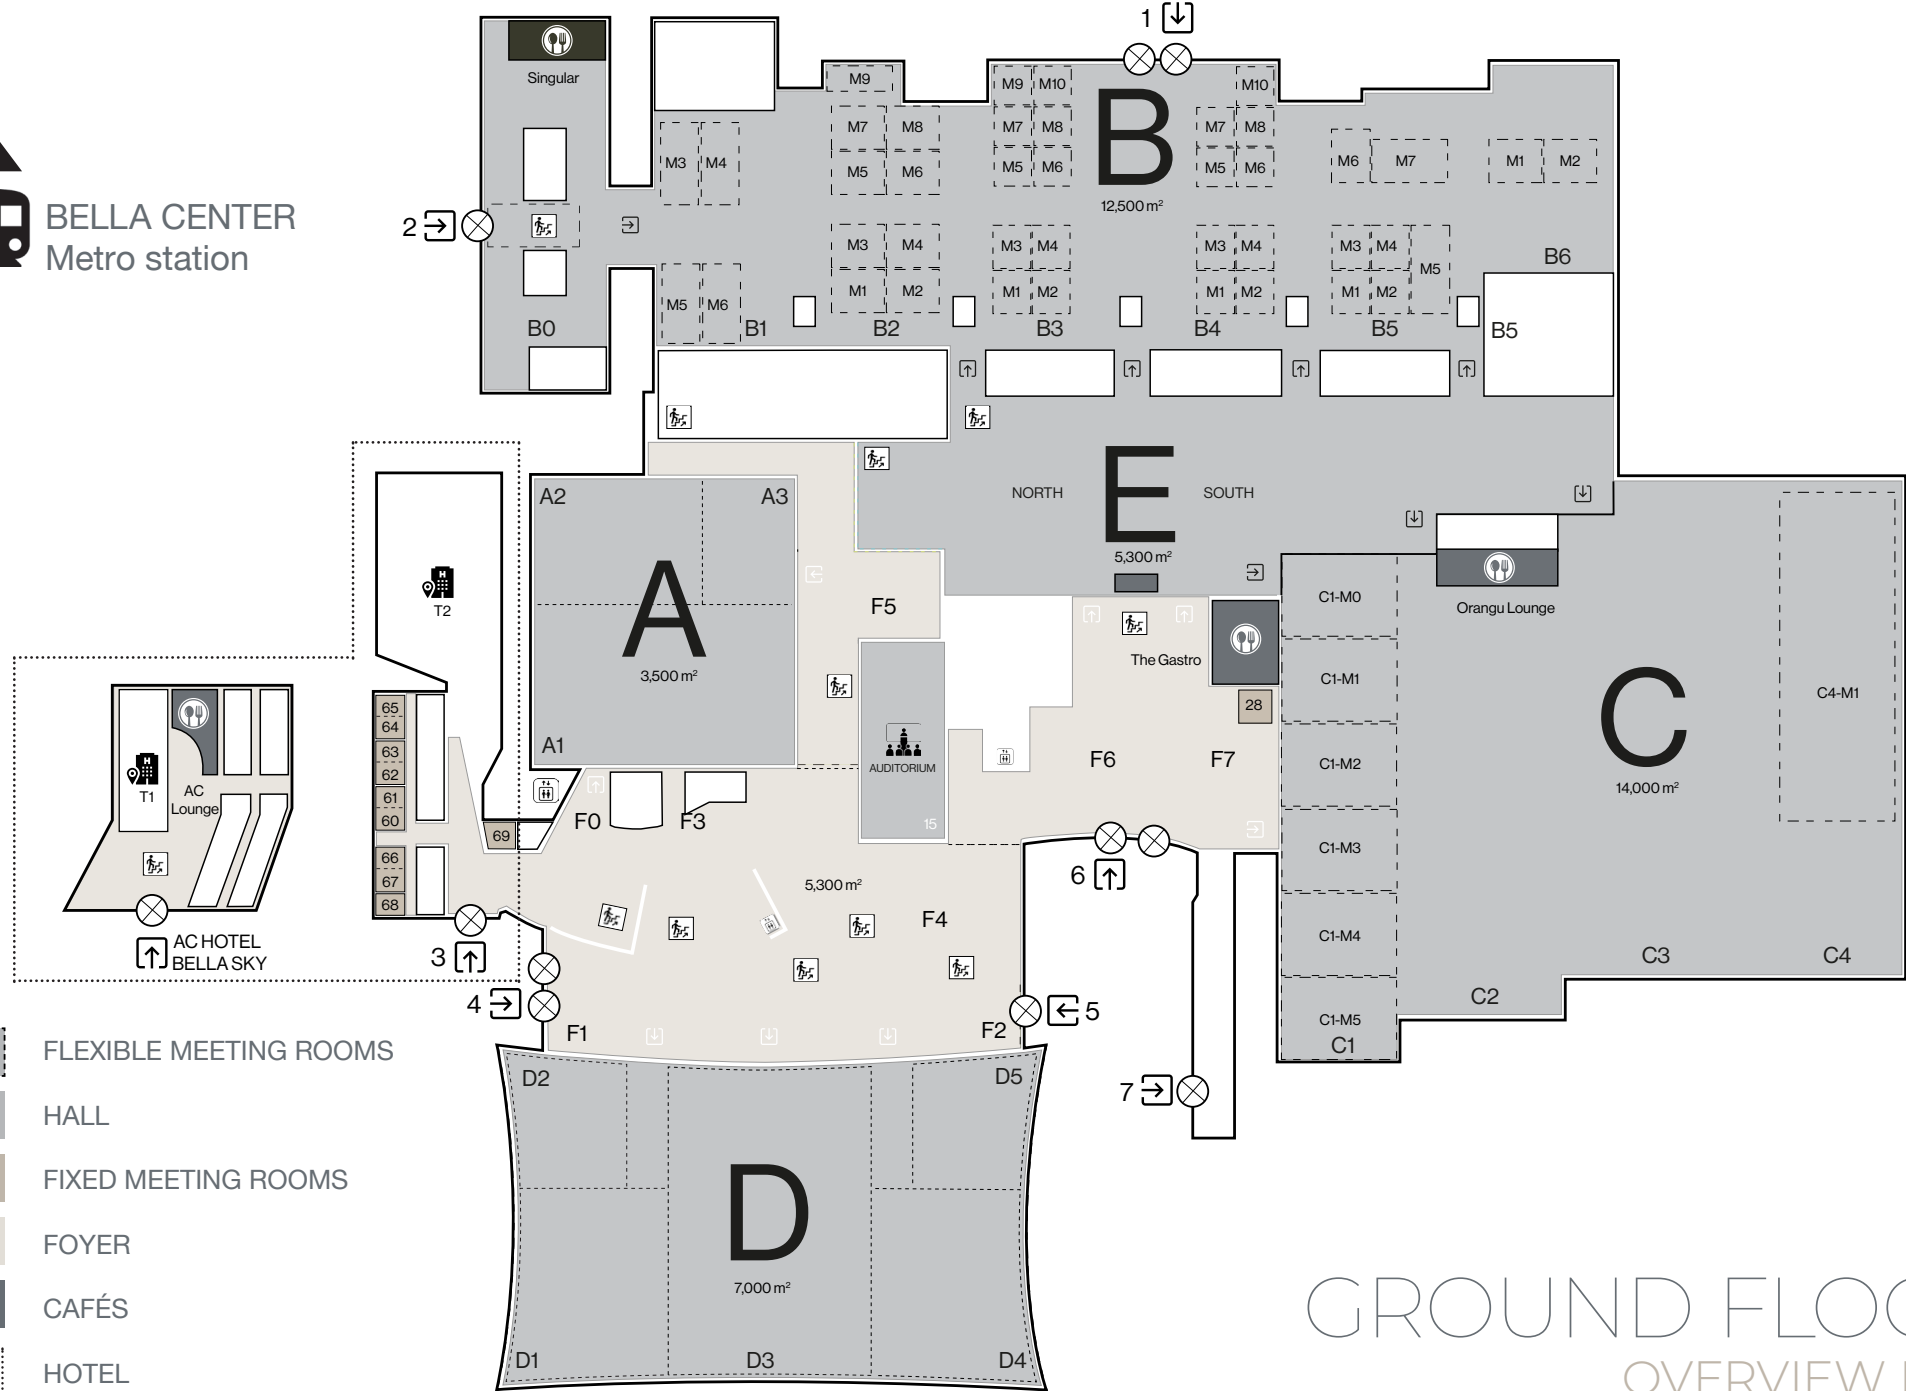 1
Singular
M9
M9
M10
M10
B
M7
M8
M7
M8
M7
M8
M3
M4
M5
M6
M5
M6
M5
M6
M6
M7
M1
M2
12,500 m²
BELLA CENTER
Metro station
2
M3
M4
M3
M4
M3
M4
M3
M4
M5
B6
M5
M6
M1
M2
M1
M2
M1
M2
M1
M2
B0
B1
B2
B3
B4
B5
B5
A2
A3
NORTH
E
SOUTH
5,300 m²
H
T2
A
3,500 m²
F5
C1-M0
Orangu Lounge
The Gastro
C1-M1
C
C4-M1
14,000 m²
65
64
63
62
61
60
66
67
68
28
A1
AUDITORIUM
15
F6
F7
C1-M2
H
T1
AC
Lounge
69
F0
F3
C1-M3
5,300 m²
6
F4
C1-M4
AC HOTEL
BELLA SKY
3
C3
C4
4
5
C2
F1
F2
C1-M5
C1
FLEXIBLE MEETING ROOMS
HALL
FIXED MEETING ROOMS
FOYER
CAFÉS
HOTEL
7
D2
D5
D
7,000 m²
D1
D3
D4
GROUND FLOO
OVERVIEW